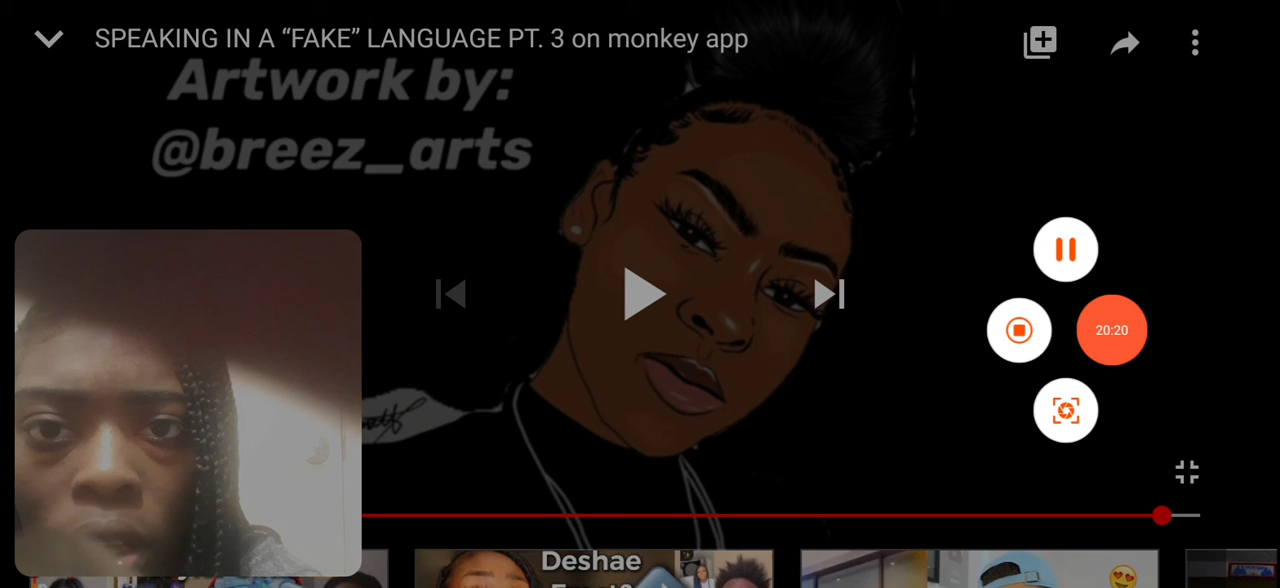 SPEAKING IN A “FAKE” LANGUAGE PT. 3 on monkey app
Artwork by:
@breez_arts
20:20
Deshae